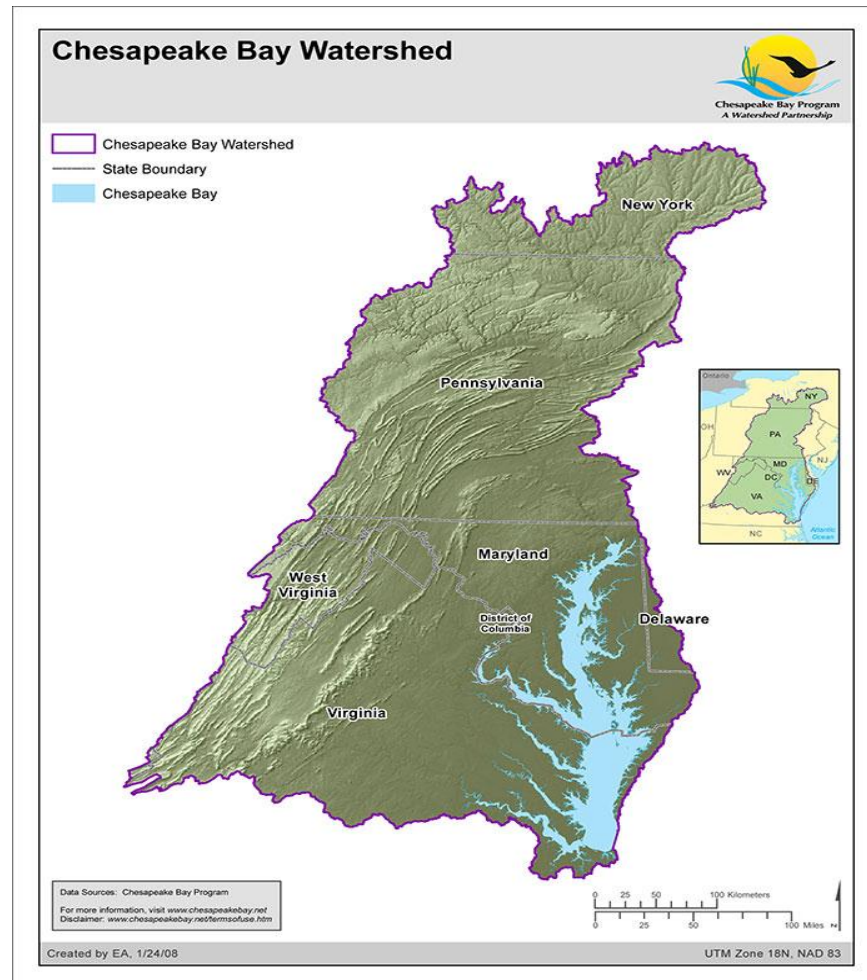 Chesapeake Bay Watershed
Chesapeake Bay Program
A Watershed Partnership
Chesapeake Bay Watershed
State Boundary
Chesapeake Bay
New York
Pennsylvania
Ontario
NY
OH
PA
NJ
MD
WV
DC
DE
VA
NC
Atlantic
Ocean
Maryland
West
Virginia
District of
Columbia
Delaware
Virginia
Data Sources: Chesapeake Bay Program
For more information, visit www.chesapeakebay.net
Disclaimer: www.chesapeakebay.net/termsofuse.htm
0 25 50 100 Kilometers
0 25 50 100 Miles
N
Created by EA, 1/24/08
UTM Zone 18N, NAD 83